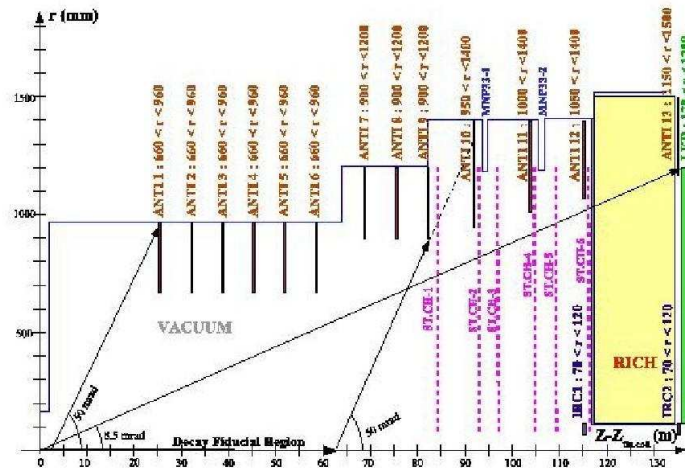 r (mm)
1500
1000
500
ANTI 1 : 660 < r < 960
ANTI 2 : 660 < r < 960
ANTI 3 : 660 < r < 960
ANTI 4 : 660 < r < 960
ANTI 5 : 660 < r < 960
ANTI 6 : 660 < r < 960
ANTI 7 : 900 < r < 1200
ANTI 8 : 900 < r < 1200
ANTI 9 : 900 < r < 1200
ANTI 10 : 950 < r < 1400
MNP33-1
ANTI 11 : 1000 < r < 1400
MNP33-2
ANTI 12 : 1050 < r < 1400
ANTI 13 : 1150 < r < 1500
VACUUM
ST.CH-1
ST.CH-2
ST.CH-3
ST.CH-4
ST.CH-5
ST.CH-6
IRC1 : 70 < r < 120
RICH
IRC2 : 70 < r < 120
50 mrad
8.5 mrad
50 mrad
Decay Fiducial Region
(m)
0 10 20 30 40 50 60 70 80 90 100 110 120 130